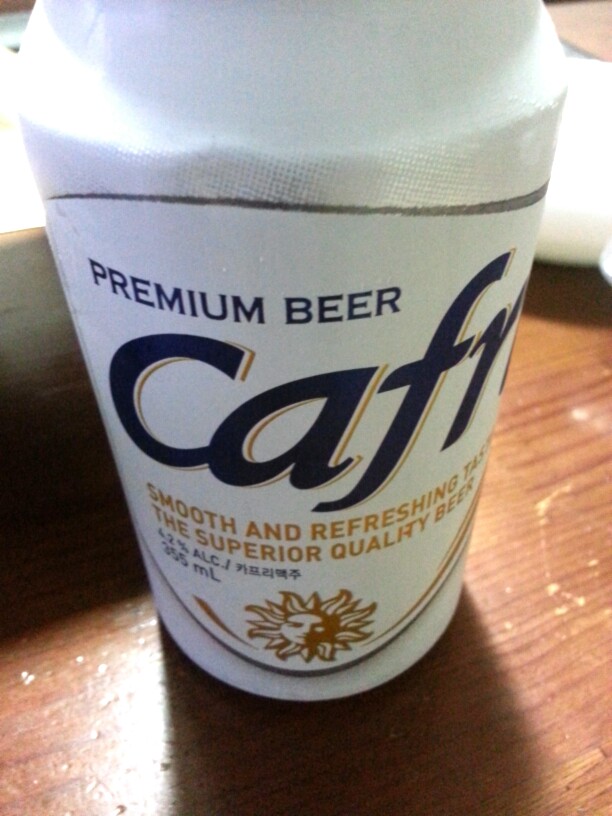 PREMIUM BEER
Cafr
SMOOTH AND REFRESHING TAS
THE SUPERIOR QUALITY BEER
4.2% ALC./ 카프리맥주
355 mL